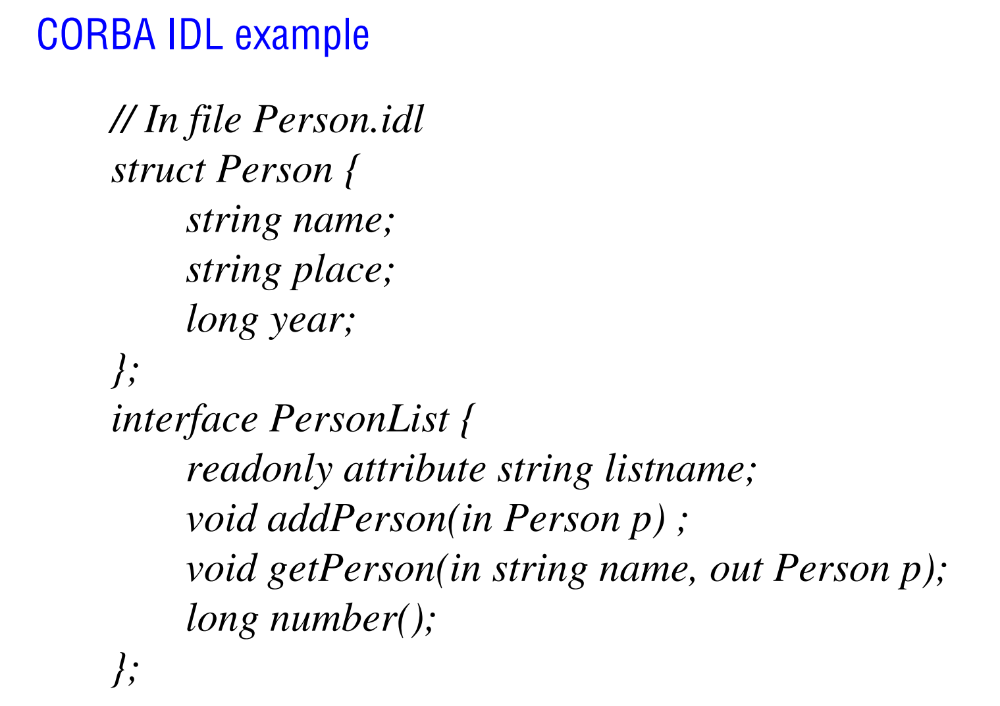 CORBA IDL example
// In file Person.idl
struct Person {
string name;
string place;
long year;
};
interface PersonList {
readonly attribute string listname;
void addPerson(in Person p) ;
void getPerson(in string name, out Person p);
long number();
};